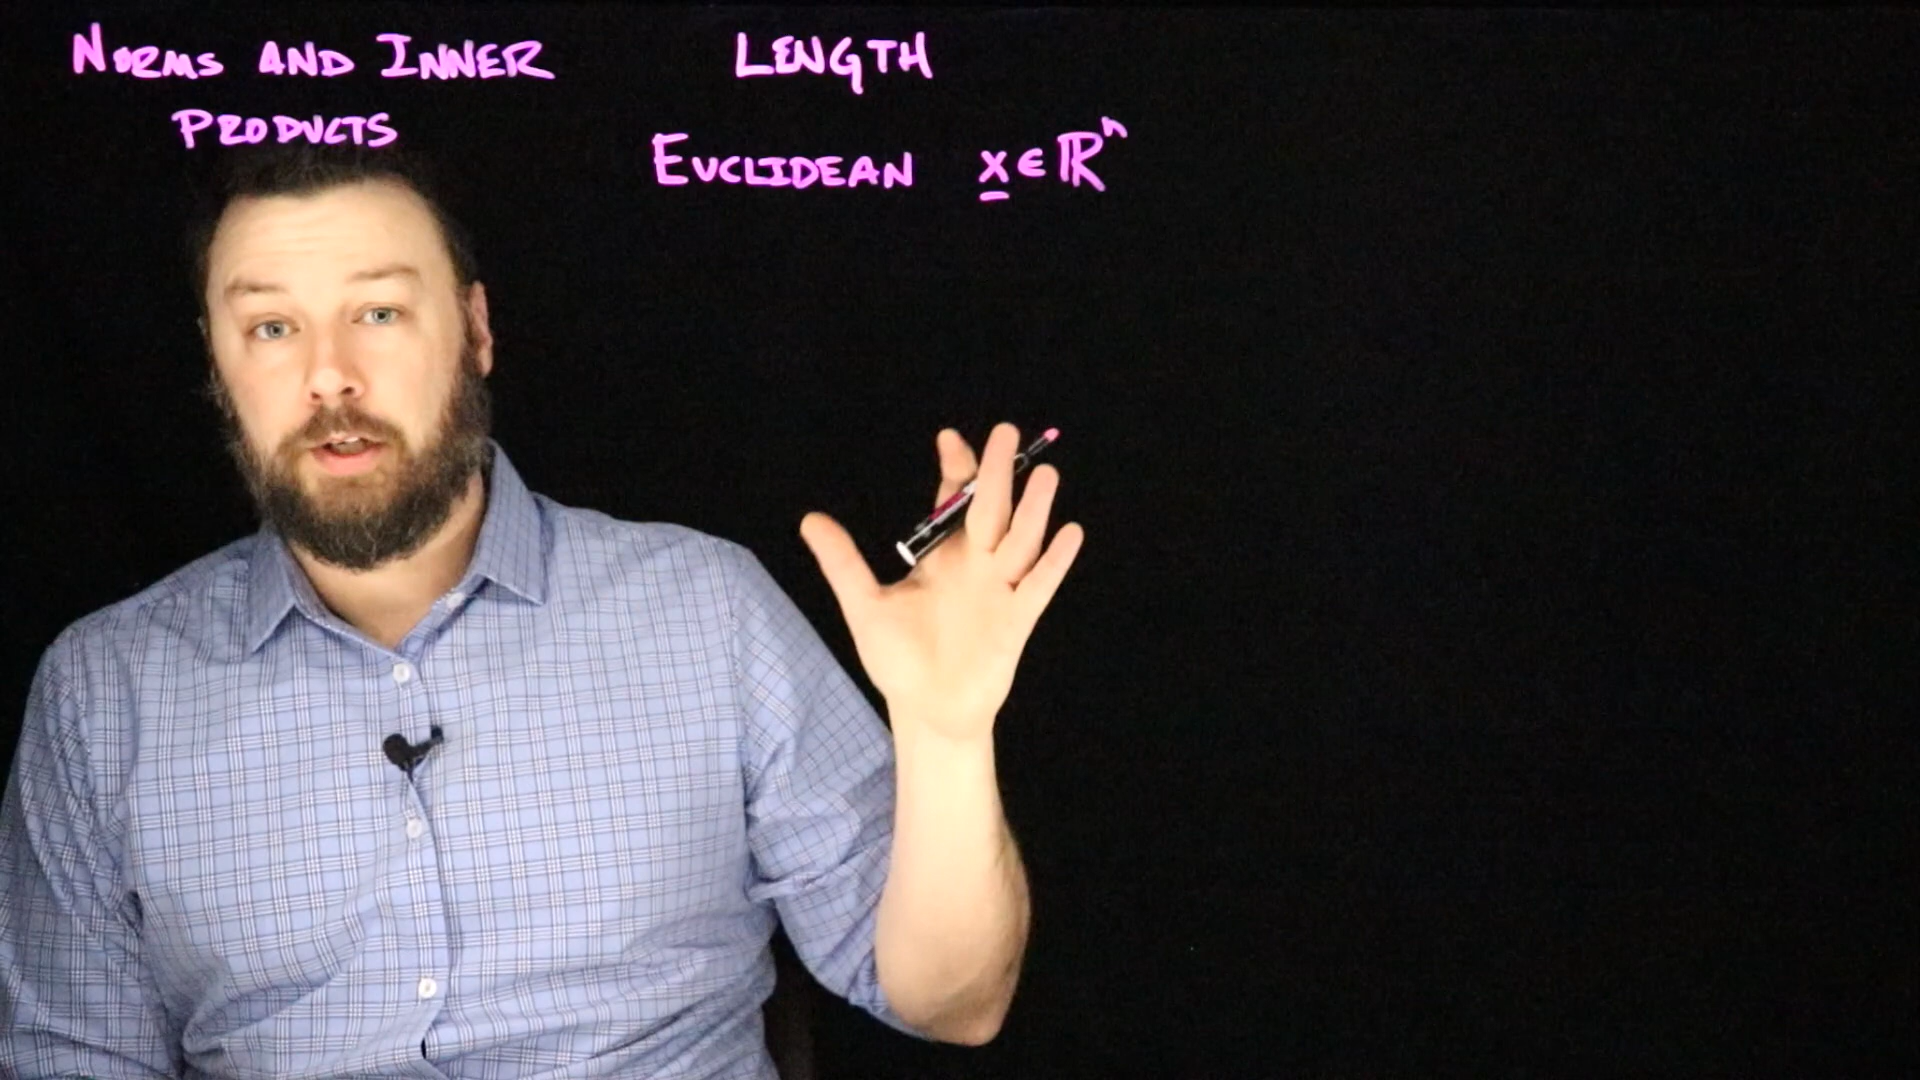 NORMS AND INNER
PRODUCTS
LENGTH
EUCLIDEAN x ∈ ℝⁿ